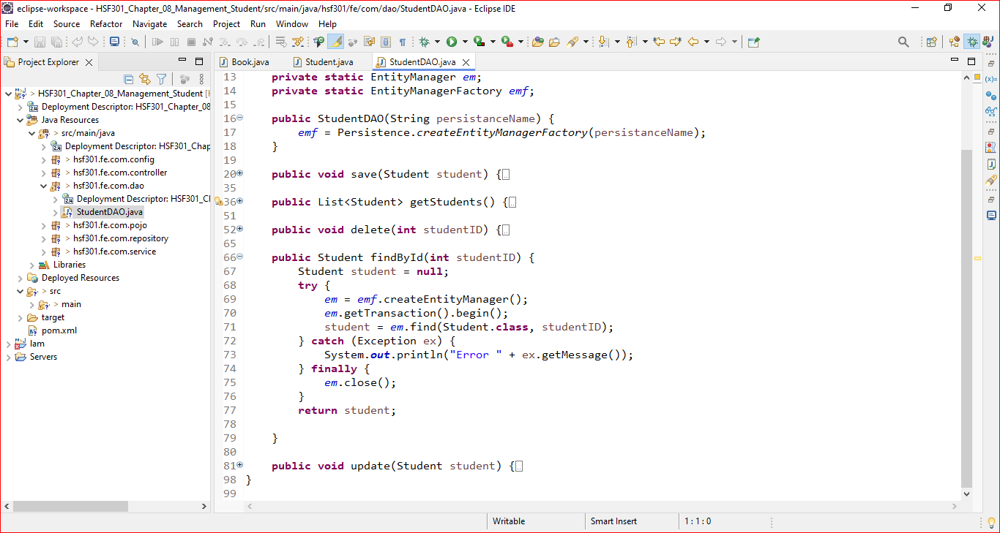 eclipse-workspace - HSF301_Chapter_08_Management_Student/src/main/java/hsf301/fe/com/dao/StudentDAO.java - Eclipse IDE
File Edit Source Refactor Navigate Search Project Run Window Help
Project Explorer
> HSF301_Chapter_08_Management_Student [
Deployment Descriptor: HSF301_Chapter_08
Java Resources
> src/main/java
Deployment Descriptor: HSF301_Chap
> hsf301.fe.com.config
> hsf301.fe.com.controller
> hsf301.fe.com.dao
Deployment Descriptor: HSF301_Cl
StudentDAO.java
> hsf301.fe.com.pojo
> hsf301.fe.com.repository
> hsf301.fe.com.service
Libraries
Deployed Resources
> src
> main
target
pom.xml
lam
Servers
Book.java Student.java StudentDAO.java
13 private static EntityManager em;
14 private static EntityManagerFactory emf;
15
16 public StudentDAO(String persistanceName) {
17 emf = Persistence.createEntityManagerFactory(persistanceName);
18 }
19
20 public void save(Student student) {
35
36 public List<Student> getStudents() {
51
52 public void delete(int studentID) {
65
66 public Student findById(int studentID) {
67 Student student = null;
68 try {
69 em = emf.createEntityManager();
70 em.getTransaction().begin();
71 student = em.find(Student.class, studentID);
72 } catch (Exception ex) {
73 System.out.println("Error " + ex.getMessage());
74 } finally {
75 em.close();
76 }
77 return student;
78
79 }
80
81 public void update(Student student) {
98 }
99
Writable Smart Insert 1 : 1 : 0